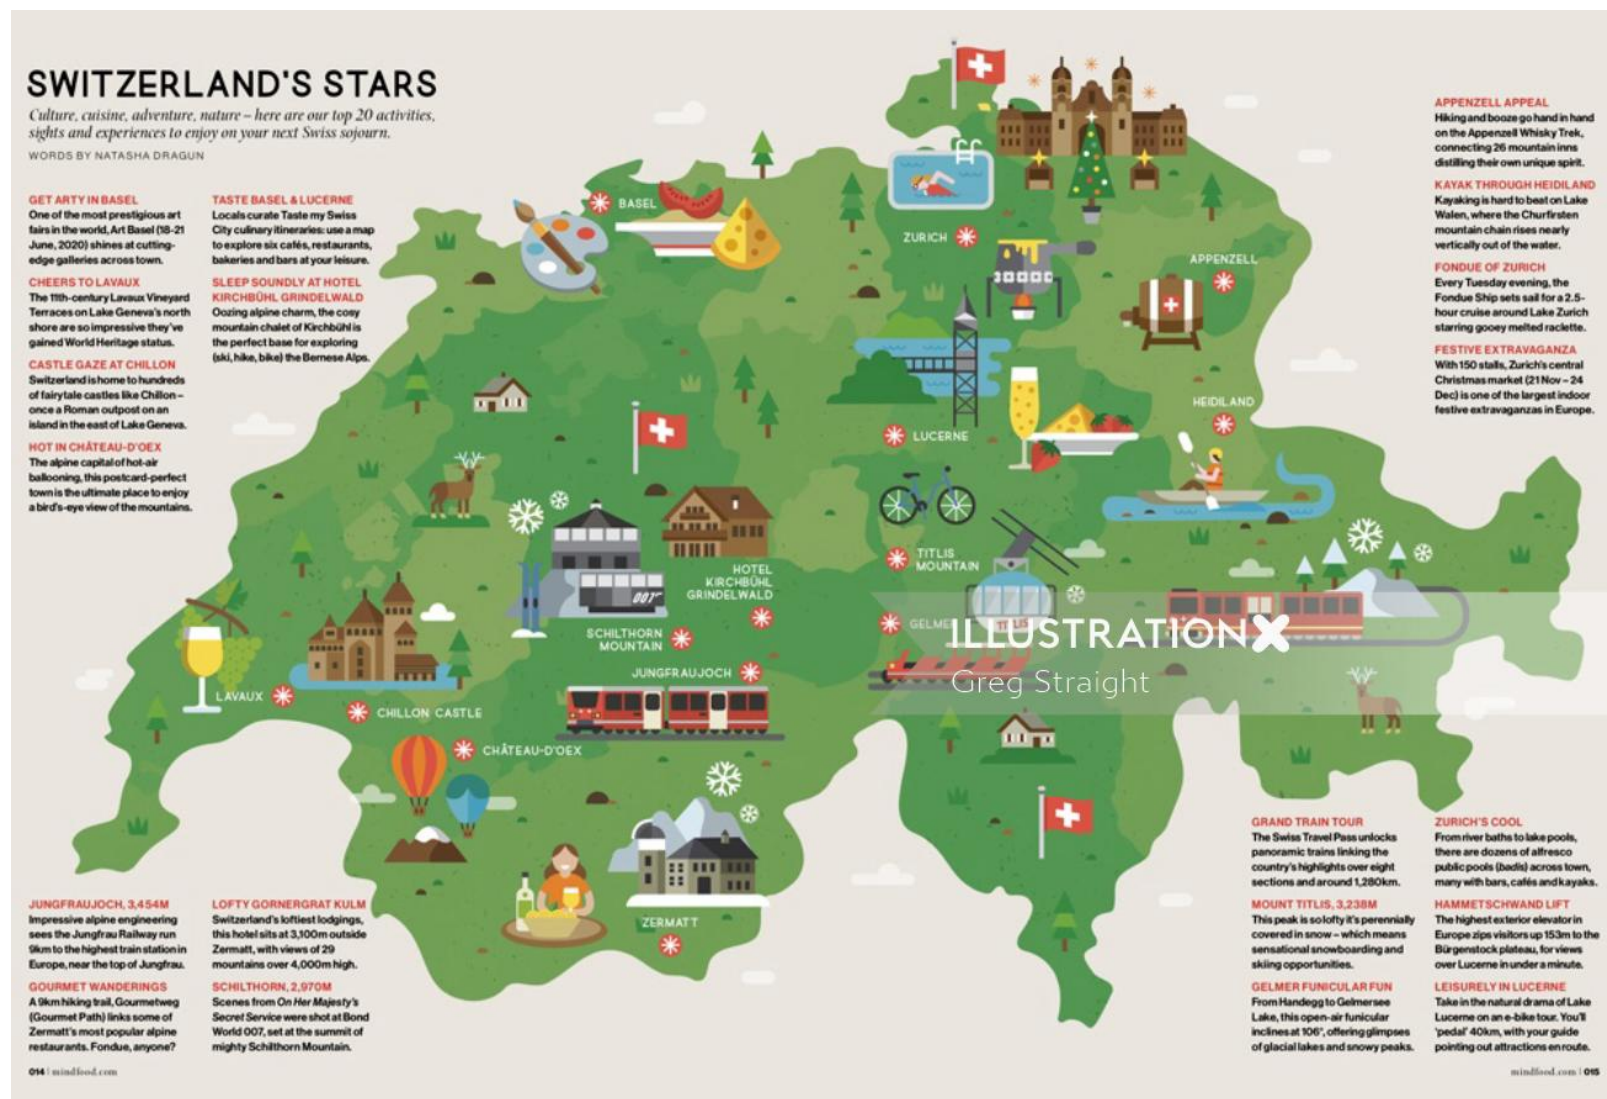 SWITZERLAND'S STARS
Culture, cuisine, adventure, nature – here are our top 20 activities,
sights and experiences to enjoy on your next Swiss sojourn.
WORDS BY NATASHA DRAGUN
GET ARTY IN BASEL
One of the most prestigious art
fairs in the world, Art Basel (18-21
June, 2020) shines at cutting-
edge galleries across town.
CHEERS TO LAVAUX
The 11th-century Lavaux Vineyard
Terraces on Lake Geneva's north
shore are so impressive they've
gained World Heritage status.
CASTLE GAZE AT CHILLON
Switzerland is home to hundreds
of fairytale castles like Chillon –
once a Roman outpost on an
island in the east of Lake Geneva.
HOT IN CHÂTEAU-D'OEX
The alpine capital of hot-air
ballooning, this postcard-perfect
town is the ultimate place to enjoy
a bird's-eye view of the mountains.
TASTE BASEL & LUCERNE
Locals curate Taste my Swiss
City culinary itineraries: use a map
to explore six cafés, restaurants,
bakeries and bars at your leisure.
SLEEP SOUNDLY AT HOTEL
KIRCHBÜHL GRINDELWALD
Oozing alpine charm, the cosy
mountain chalet of Kirchbühl is
the perfect base for exploring
(ski, hike, bike) the Bernese Alps.
APPENZELL APPEAL
Hiking and booze go hand in hand
on the Appenzell Whisky Trek,
connecting 26 mountain inns
distilling their own unique spirit.
KAYAK THROUGH HEIDILAND
Kayaking is hard to beat on Lake
Walen, where the Churfirsten
mountain chain rises nearly
vertically out of the water.
FONDUE OF ZURICH
Every Tuesday evening, the
Fondue Ship sets sail for a 2.5-
hour cruise around Lake Zurich
starring gooey melted raclette.
FESTIVE EXTRAVAGANZA
With 150 stalls, Zurich's central
Christmas market (21 Nov – 24
Dec) is one of the largest indoor
festive extravaganzas in Europe.
BASEL
ZURICH
APPENZELL
HEIDILAND
LUCERNE
TITLIS
MOUNTAIN
HOTEL
KIRCHBÜHL
GRINDELWALD
007
SCHILTHORN
MOUNTAIN
GELMER
TITLIS
ILLUSTRATIONX
Greg Straight
JUNGFRAUJOCH
LAVAUX
CHILLON CASTLE
CHÂTEAU-D'OEX
ZERMATT
JUNGFRAUJOCH, 3,454M
Impressive alpine engineering
sees the Jungfrau Railway run
9km to the highest train station in
Europe, near the top of Jungfrau.
GOURMET WANDERINGS
A 9km hiking trail, Gourmetweg
(Gourmet Path) links some of
Zermatt's most popular alpine
restaurants. Fondue, anyone?
LOFTY GORNERGRAT KULM
Switzerland's loftiest lodgings,
this hotel sits at 3,100m outside
Zermatt, with views of 29
mountains over 4,000m high.
SCHILTHORN, 2,970M
Scenes from On Her Majesty's
Secret Service were shot at Bond
World 007, set at the summit of
mighty Schilthorn Mountain.
GRAND TRAIN TOUR
The Swiss Travel Pass unlocks
panoramic trains linking the
country's highlights over eight
sections and around 1,280km.
MOUNT TITLIS, 3,238M
This peak is so lofty it's perennially
covered in snow – which means
sensational snowboarding and
skiing opportunities.
GELMER FUNICULAR FUN
From Handegg to Gelmersee
Lake, this open-air funicular
inclines at 106°, offering glimpses
of glacial lakes and snowy peaks.
ZURICH'S COOL
From river baths to lake pools,
there are dozens of alfresco
public pools (badis) across town,
many with bars, cafés and kayaks.
HAMMETSCHWAND LIFT
The highest exterior elevator in
Europe zips visitors up 153m to the
Bürgenstock plateau, for views
over Lucerne in under a minute.
LEISURELY IN LUCERNE
Take in the natural drama of Lake
Lucerne on an e-bike tour. You'll
'pedal' 40km, with your guide
pointing out attractions en route.
014 | mindfood.com
mindfood.com | 015